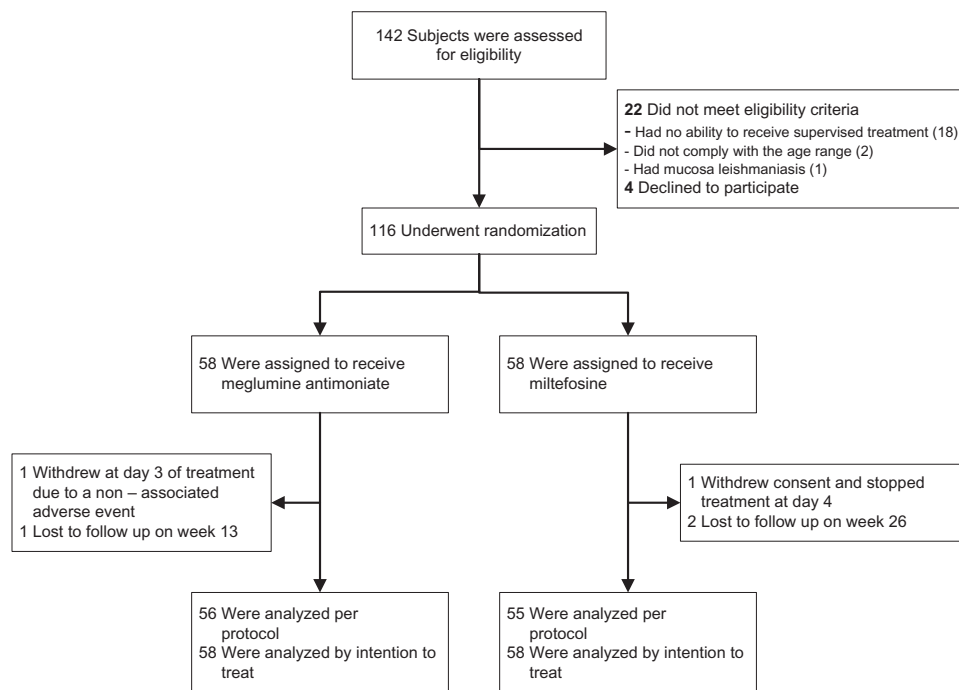 142 Subjects were assessed
for eligibility
22 Did not meet eligibility criteria
- Had no ability to receive supervised treatment (18)
- Did not comply with the age range (2)
- Had mucosa leishmaniasis (1)
4 Declined to participate
116 Underwent randomization
58 Were assigned to receive
meglumine antimoniate
58 Were assigned to receive
miltefosine
1 Withdrew at day 3 of treatment
due to a non – associated
adverse event
1 Lost to follow up on week 13
1 Withdrew consent and stopped
treatment at day 4
2 Lost to follow up on week 26
56 Were analyzed per
protocol
58 Were analyzed by intention to
treat
55 Were analyzed per
protocol
58 Were analyzed by intention to
treat